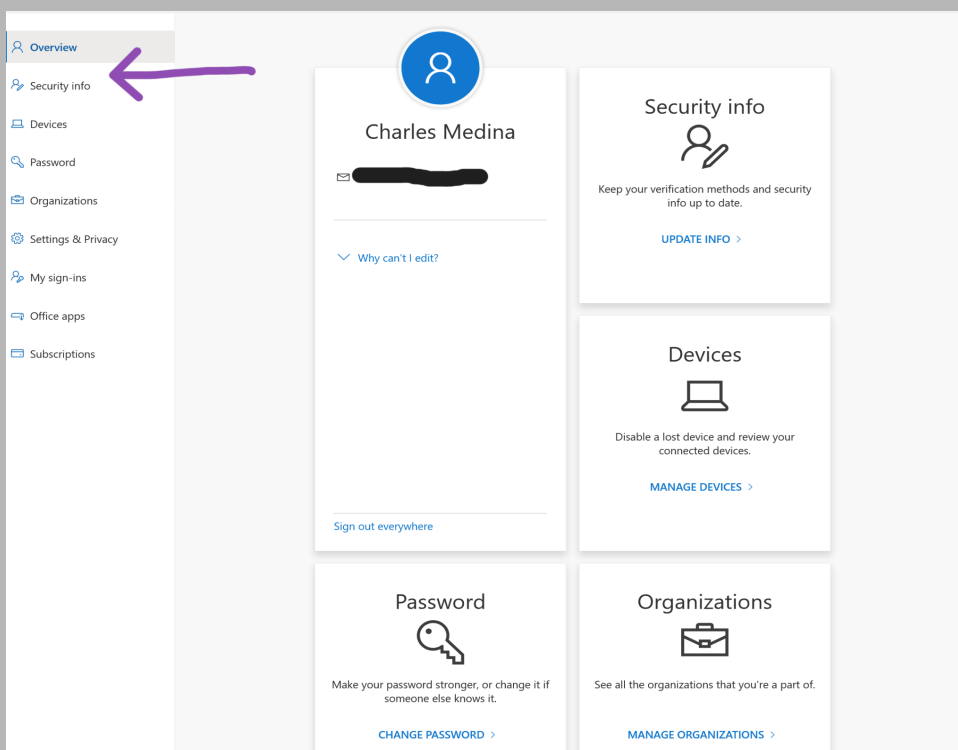 Overview
Security info
Devices
Password
Organizations
Settings & Privacy
My sign-ins
Office apps
Subscriptions
Charles Medina
Why can't I edit?
Sign out everywhere
Security info
Keep your verification methods and security
info up to date.
UPDATE INFO >
Devices
Disable a lost device and review your
connected devices.
MANAGE DEVICES >
Password
Make your password stronger, or change it if
someone else knows it.
CHANGE PASSWORD >
Organizations
See all the organizations that you're a part of.
MANAGE ORGANIZATIONS >